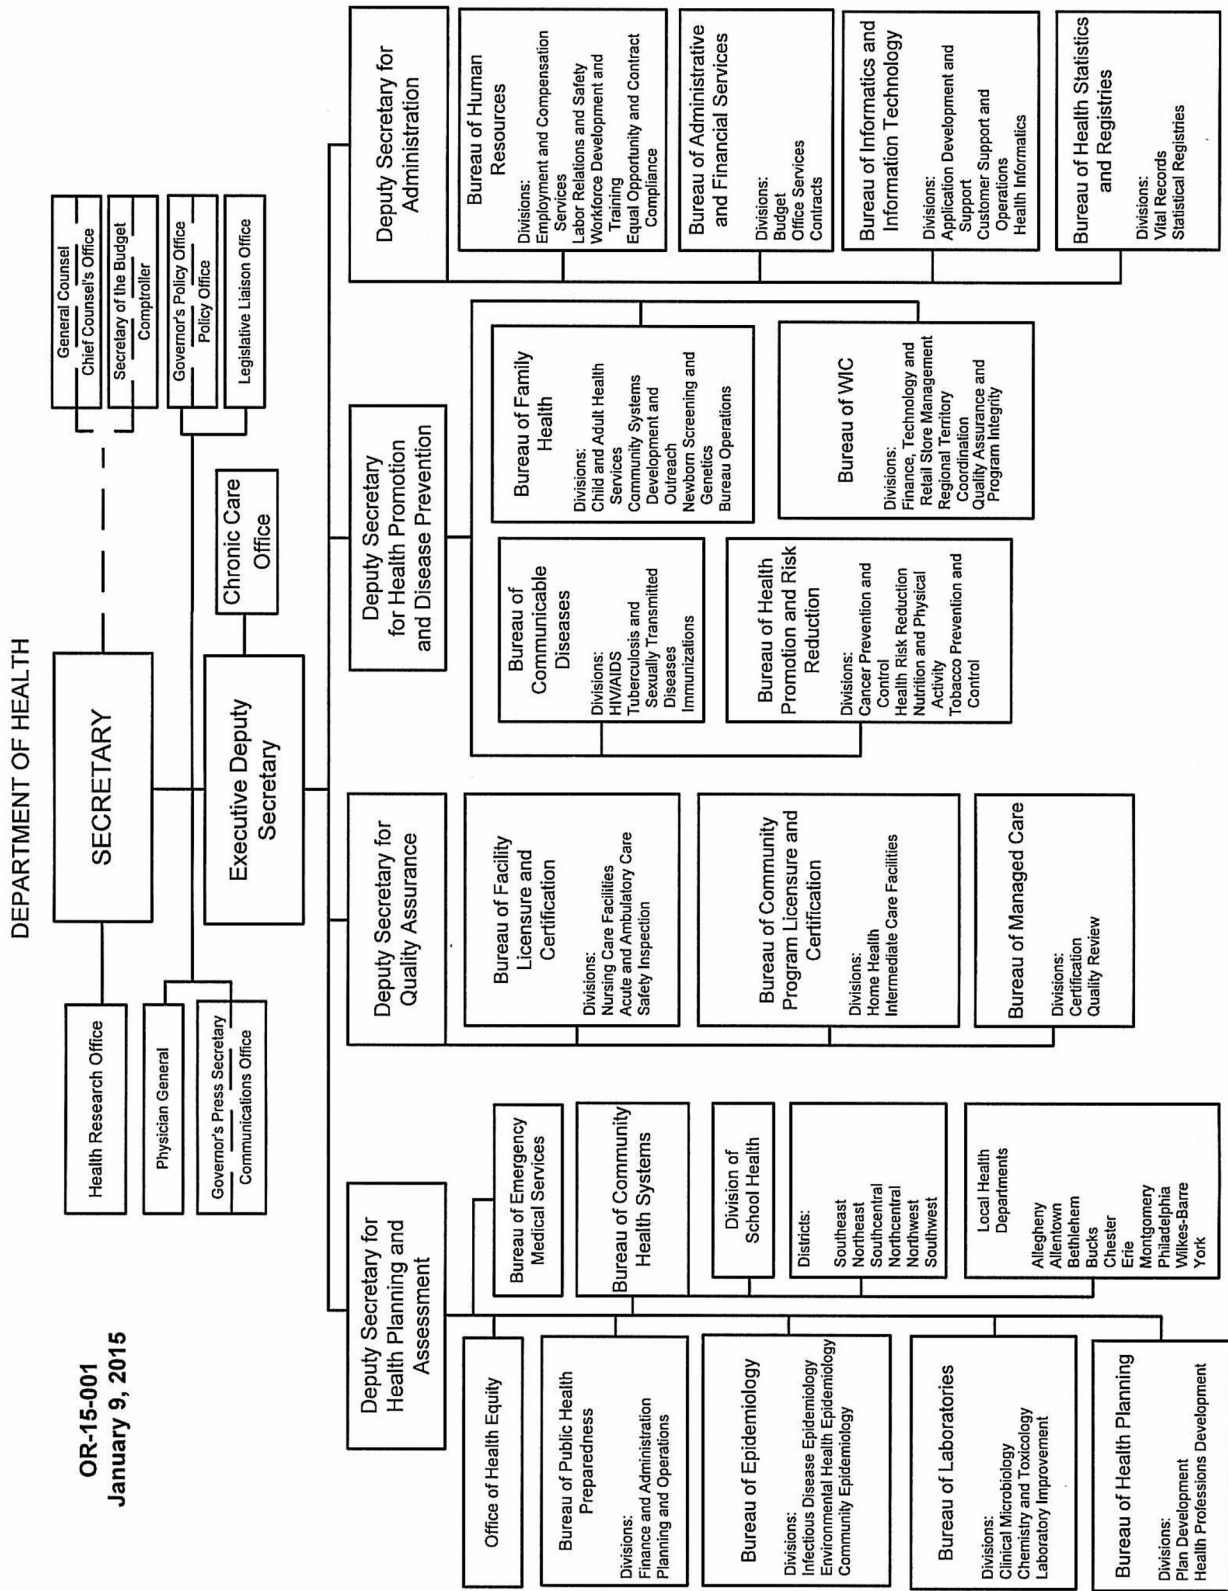 DEPARTMENT OF HEALTH
OR-15-001
January 9, 2015
SECRETARY
Health Research Office
Physician General
Governor's Press Secretary
Communications Office
General Counsel
Chief Counsel's Office
Secretary of the Budget
Comptroller
Governor's Policy Office
Policy Office
Legislative Liaison Office
Executive Deputy
Secretary
Chronic Care
Office
Deputy Secretary for
Health Planning and
Assessment
Office of Health Equity
Bureau of Public Health
Preparedness
Divisions:
Finance and Administration
Planning and Operations
Bureau of Epidemiology
Divisions:
Infectious Disease Epidemiology
Environmental Health Epidemiology
Community Epidemiology
Bureau of Laboratories
Divisions:
Clinical Microbiology
Chemistry and Toxicology
Laboratory Improvement
Bureau of Health Planning
Divisions:
Plan Development
Health Professions Development
Bureau of Emergency
Medical Services
Bureau of Community
Health Systems
Division of
School Health
Districts:
Southeast
Northeast
Southcentral
Northcentral
Northwest
Southwest
Local Health
Departments
Allegheny
Allentown
Bethlehem
Bucks
Chester
Erie
Montgomery
Philadelphia
Wilkes-Barre
York
Deputy Secretary for
Quality Assurance
Bureau of Facility
Licensure and
Certification
Divisions:
Nursing Care Facilities
Acute and Ambulatory Care
Safety Inspection
Bureau of Community
Program Licensure and
Certification
Divisions:
Home Health
Intermediate Care Facilities
Bureau of Managed Care
Divisions:
Certification
Quality Review
Deputy Secretary
for Health Promotion
and Disease Prevention
Bureau of
Communicable
Diseases
Divisions:
HIV/AIDS
Tuberculosis and
Sexually Transmitted
Diseases
Immunizations
Bureau of Health
Promotion and Risk
Reduction
Divisions:
Cancer Prevention and
Control
Health Risk Reduction
Nutrition and Physical
Activity
Tobacco Prevention and
Control
Bureau of Family
Health
Divisions:
Child and Adult Health
Services
Community Systems
Development and
Outreach
Newborn Screening and
Genetics
Bureau Operations
Bureau of WIC
Divisions:
Finance, Technology and
Retail Store Management
Regional Territory
Coordination
Quality Assurance and
Program Integrity
Deputy Secretary for
Administration
Bureau of Human
Resources
Divisions:
Employment and Compensation
Services
Labor Relations and Safety
Workforce Development and
Training
Equal Opportunity and Contract
Compliance
Bureau of Administrative
and Financial Services
Divisions:
Budget
Office Services
Contracts
Bureau of Informatics and
Information Technology
Divisions:
Application Development and
Support
Customer Support and
Operations
Health Informatics
Bureau of Health Statistics
and Registries
Divisions:
Vital Records
Statistical Registries